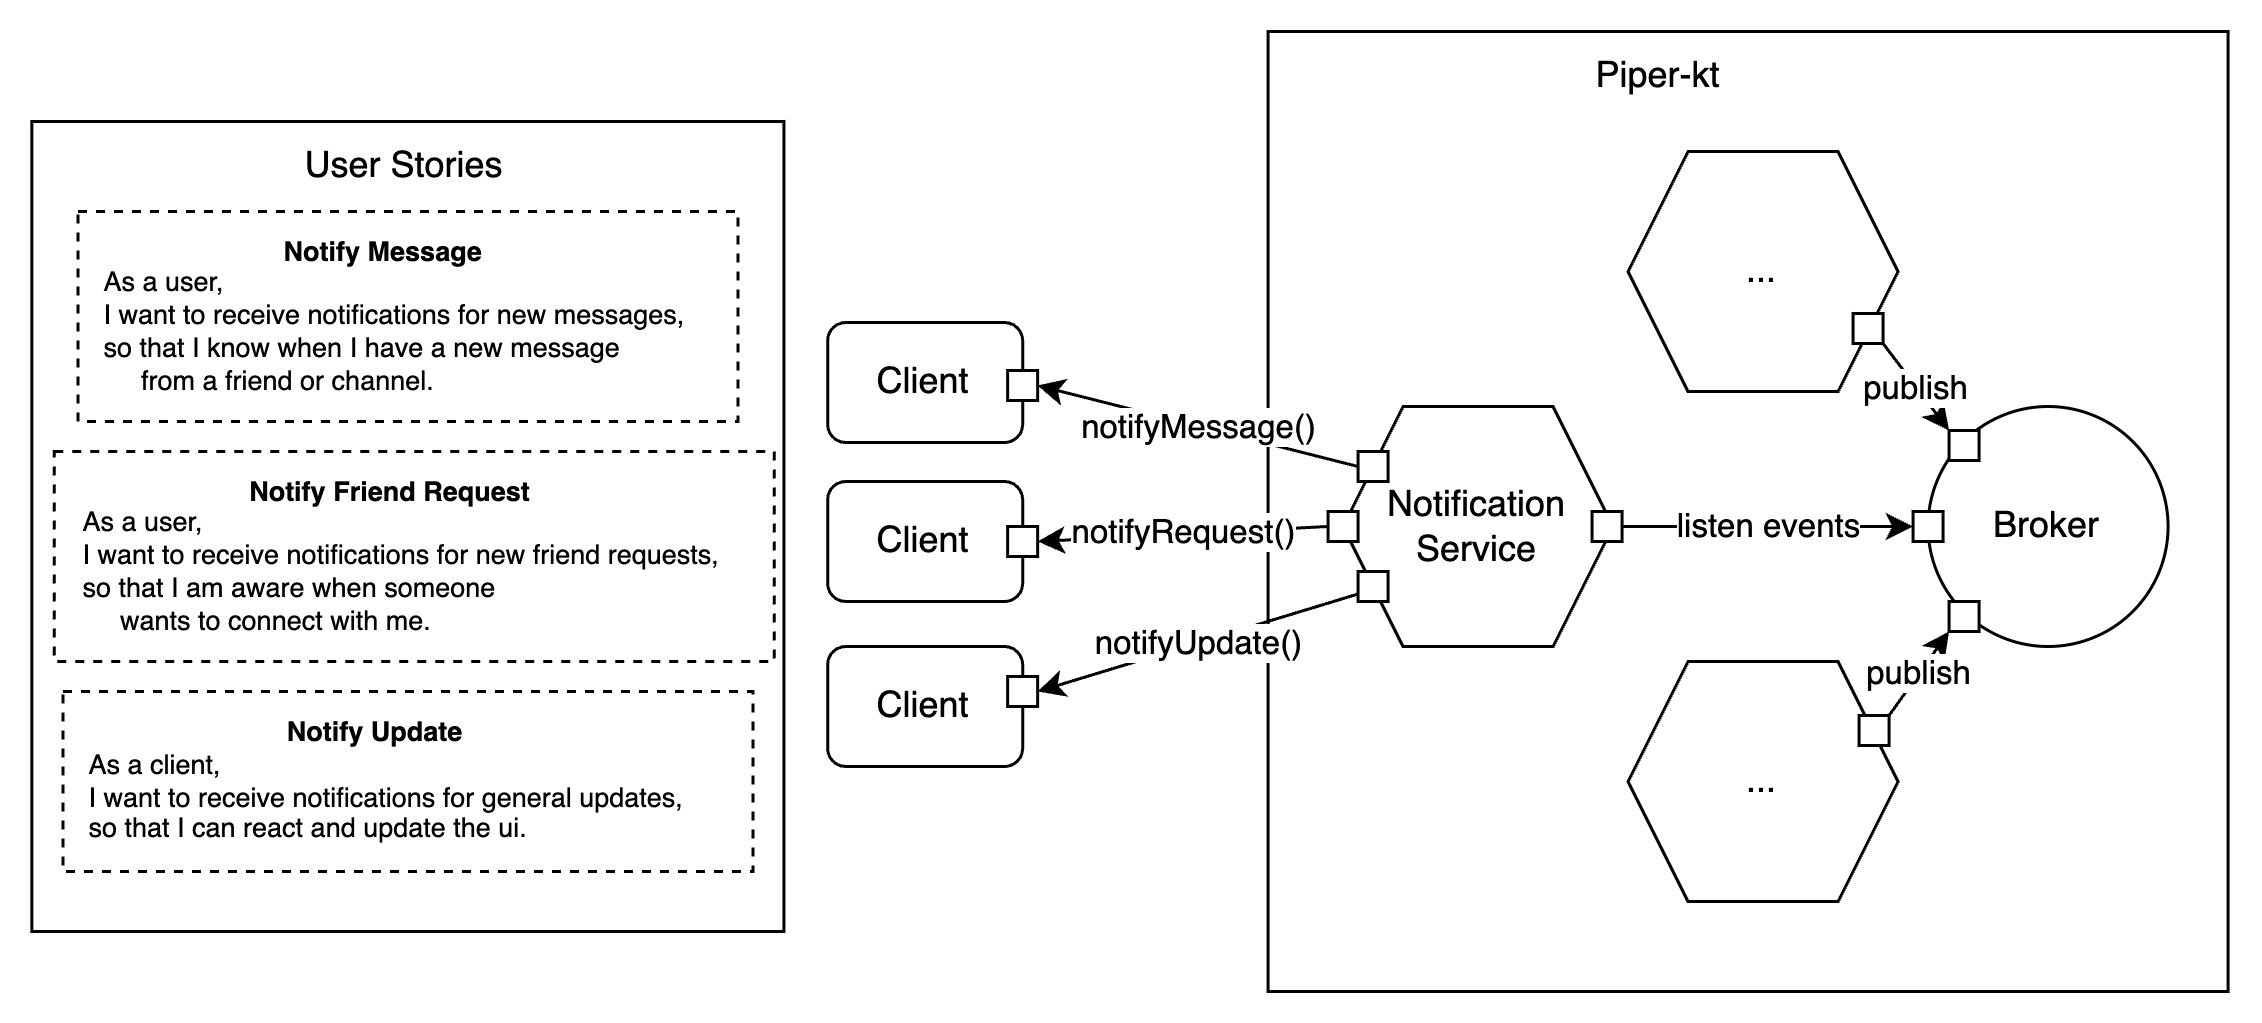 User Stories
Notify Message
As a user,
I want to receive notifications for new messages,
so that I know when I have a new message
from a friend or channel.
Notify Friend Request
As a user,
I want to receive notifications for new friend requests,
so that I am aware when someone
wants to connect with me.
Notify Update
As a client,
I want to receive notifications for general updates,
so that I can react and update the ui.
Client
Client
Client
notifyMessage()
notifyRequest()
notifyUpdate()
Piper-kt
Notification
Service
listen events
...
publish
Broker
publish
...